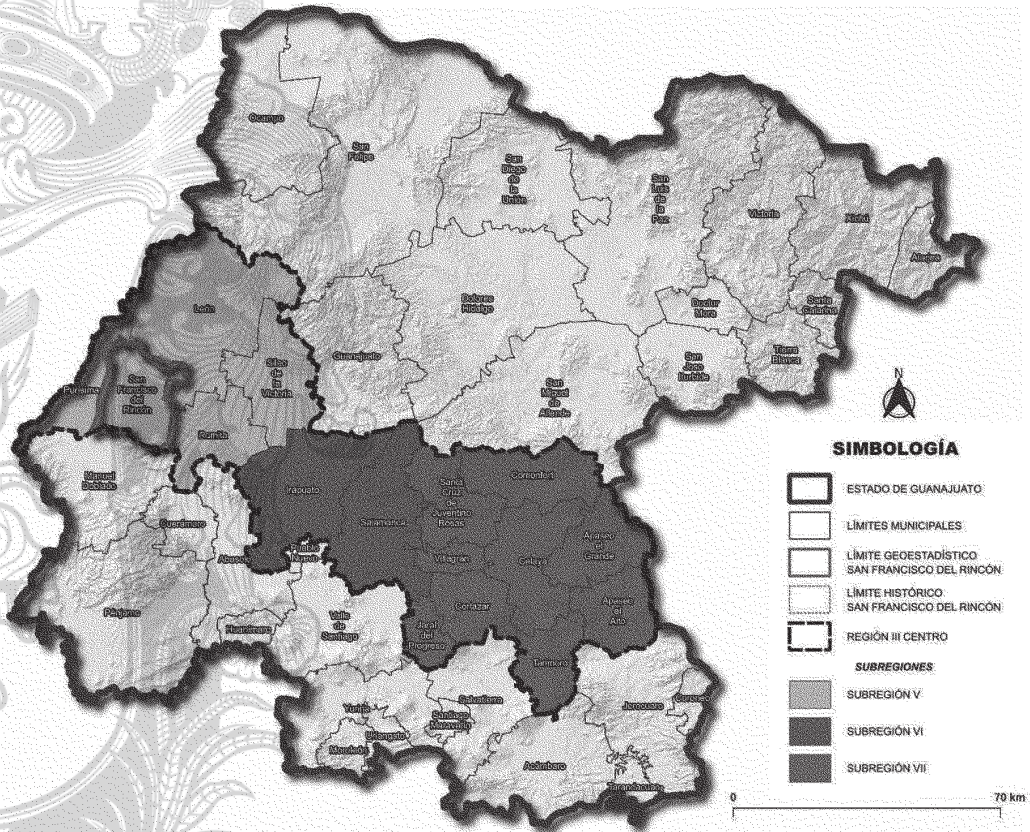 Ocampo
San
Felipe
San
Diego
de la
Unión
San
Luis
de la
Paz
Victoria
Xichú
Atarjea
León
Dolores
Hidalgo
Doctor
Mora
Santa
Catarina
Guanajuato
Silao
de
la
Victoria
San
José
Iturbide
Tierra
Blanca
Purísima
San
Francisco
del
Rincón
San
Miguel
de
Allende
Romita
N
Manuel
Doblado
Irapuato
Santa
Cruz
de
Juventino
Rosas
Comonfort
Cuerámaro
Salamanca
Apaseo
el
Grande
Abasolo
Pueblo
Nuevo
Villagrán
Celaya
Pénjamo
Huanímaro
Valle
de
Santiago
Cortazar
Jaral
del
Progreso
Apaseo
el
Alto
Tarimoro
Yuriria
Salvatierra
Santiago
Maravatío
Jerécuaro
Coroneo
Uriangato
Moroleón
Acámbaro
Tarandacuao
SIMBOLOGÍA
ESTADO DE GUANAJUATO
LÍMITES MUNICIPALES
LÍMITE GEOESTADÍSTICO
SAN FRANCISCO DEL RINCÓN
LÍMITE HISTÓRICO
SAN FRANCISCO DEL RINCÓN
REGIÓN III CENTRO
SUBREGIONES
SUBREGIÓN V
SUBREGIÓN VI
SUBREGIÓN VII
0
70 km